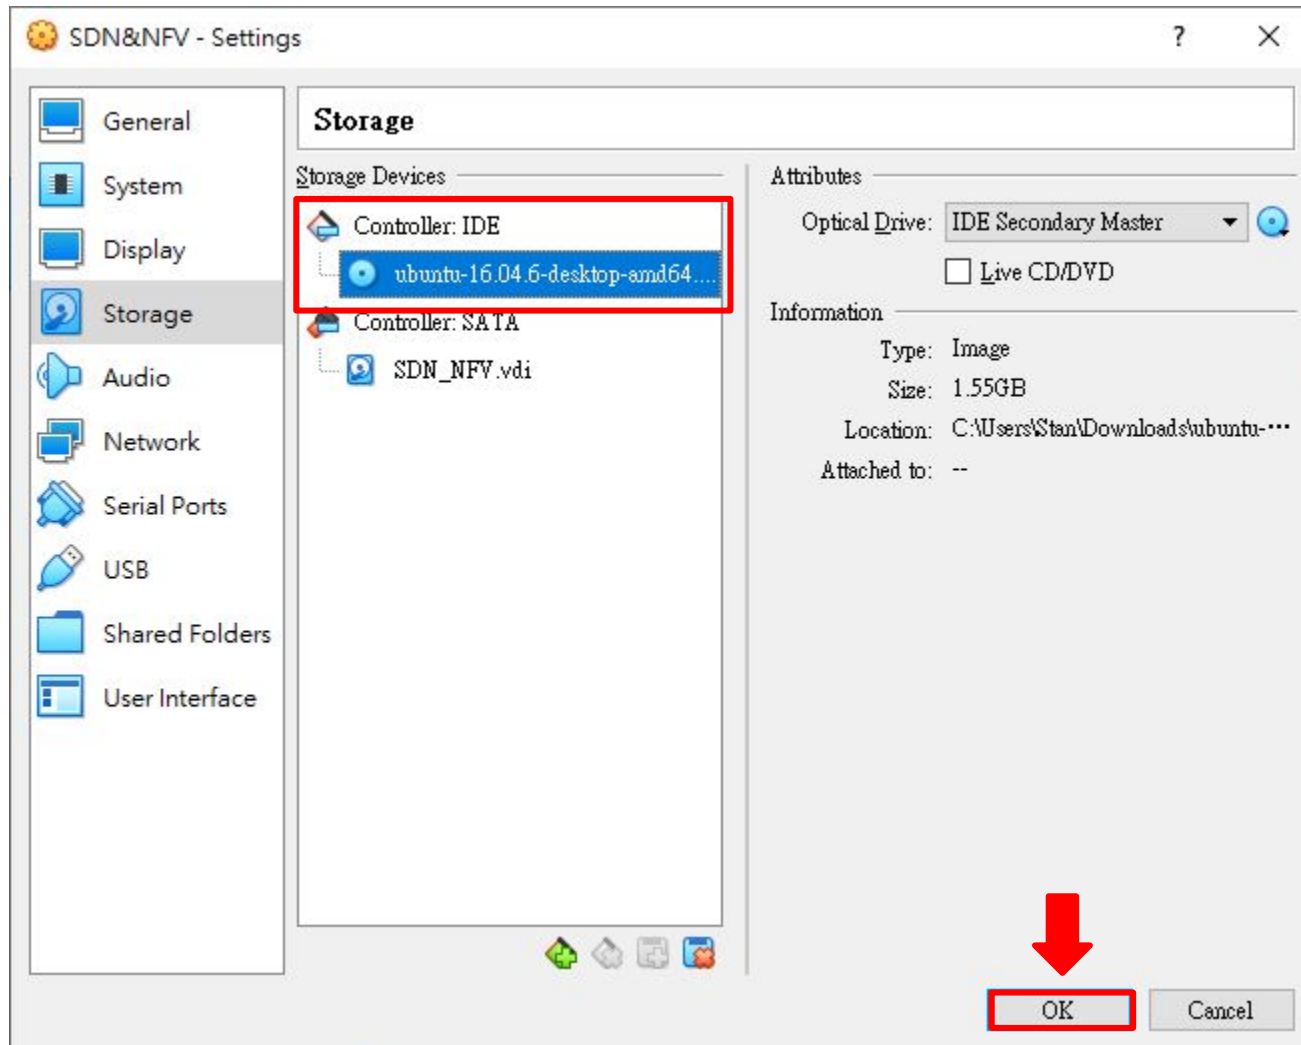 SDN&NFV - Settings
?
General
System
Display
Storage
Audio
Network
Serial Ports
USB
Shared Folders
User Interface
Storage
Storage Devices
Controller: IDE
ubuntu-16.04.6-desktop-amd64....
Controller: SATA
SDN_NFV.vdi
Attributes
Optical Drive: IDE Secondary Master
Live CD/DVD
Information
Type: Image
Size: 1.55GB
Location: C:\Users\Stan\Downloads\ubuntu-···
Attached to: --
OK
Cancel